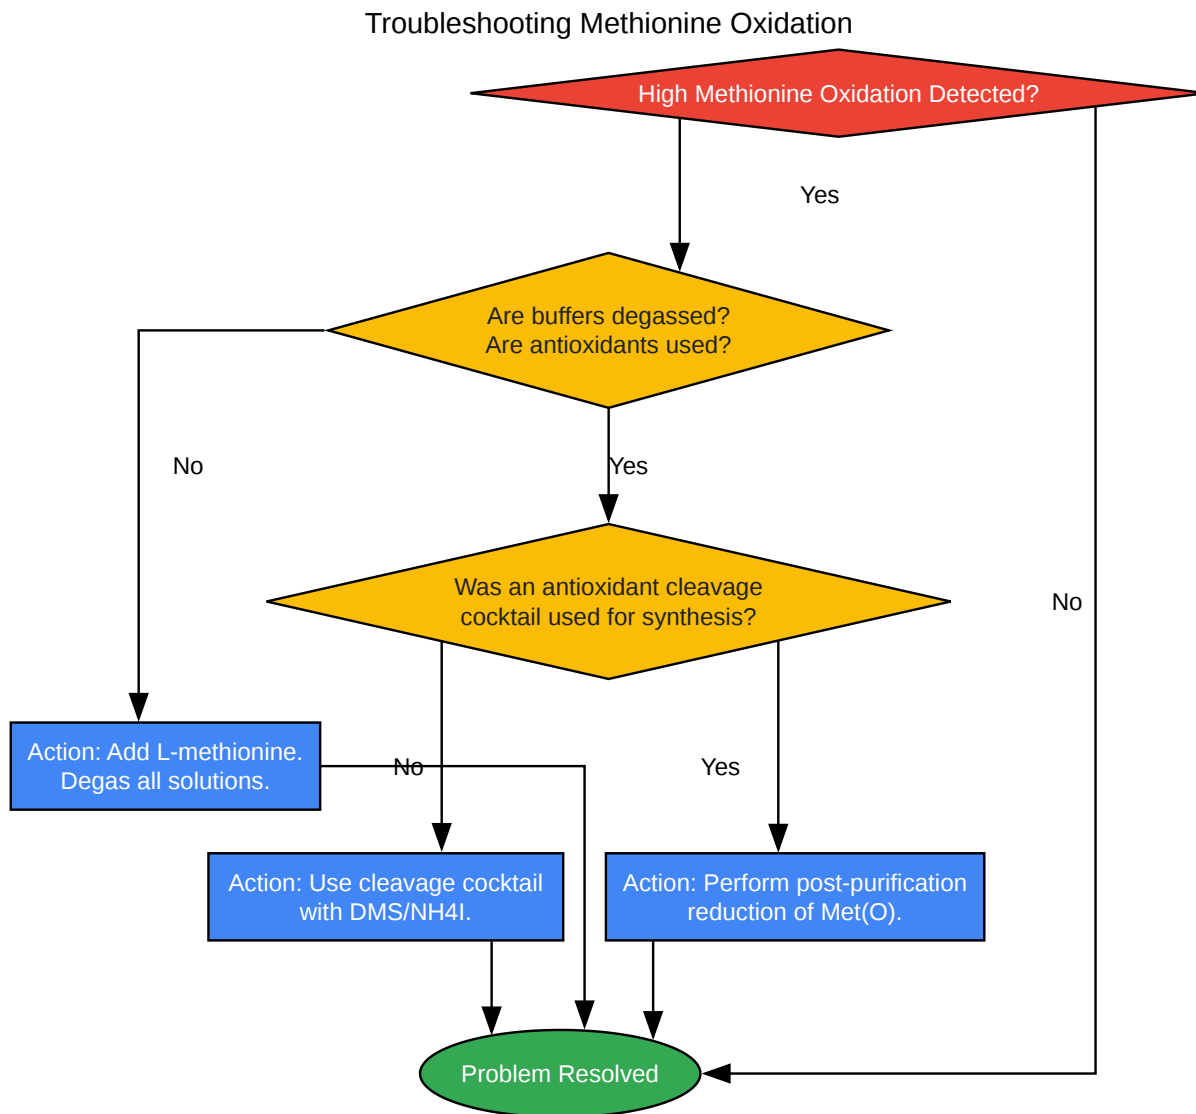 Troubleshooting Methionine Oxidation
High Methionine Oxidation Detected?
Yes
Are buffers degassed?
Are antioxidants used?
No
Yes
Was an antioxidant cleavage
cocktail used for synthesis?
No
Action: Add L-methionine.
Degas all solutions.
No
Yes
Action: Use cleavage cocktail
with DMS/NH4I.
Action: Perform post-purification
reduction of Met(O).
Problem Resolved